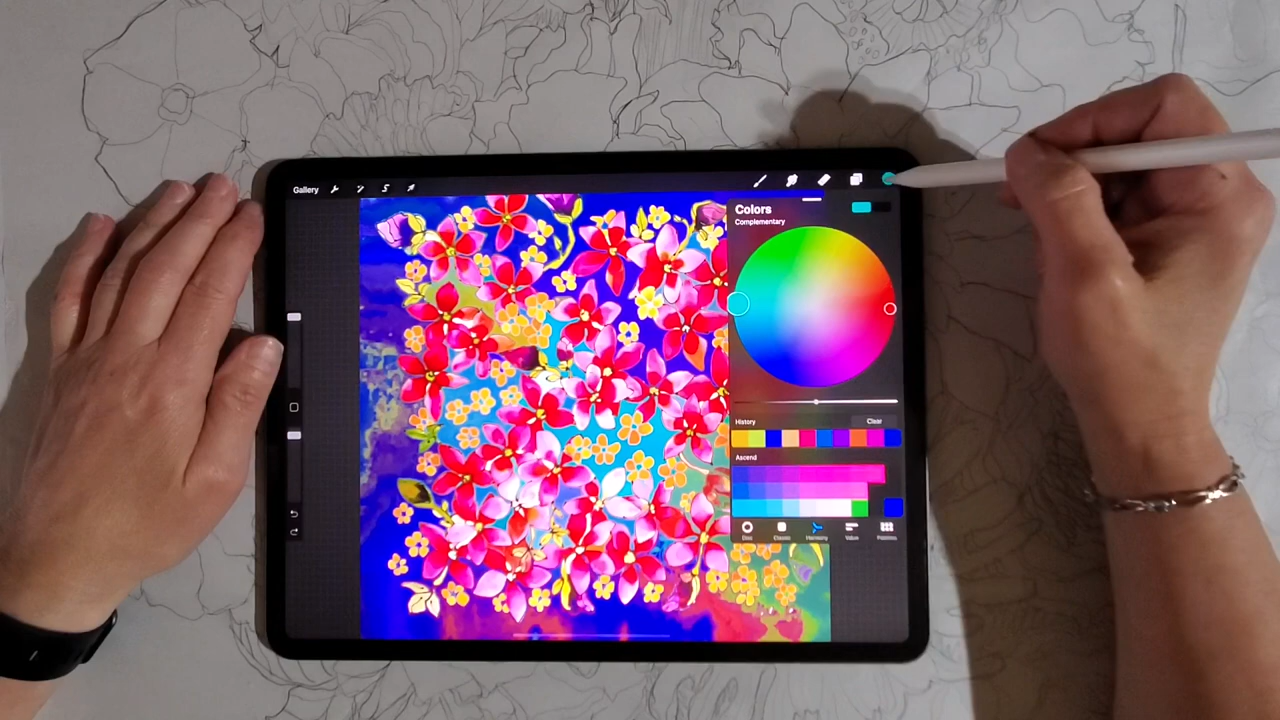 Gallery
Colors
Complementary
History
Clear
Ascend
Disc
Classic
Harmony
Value
Palettes